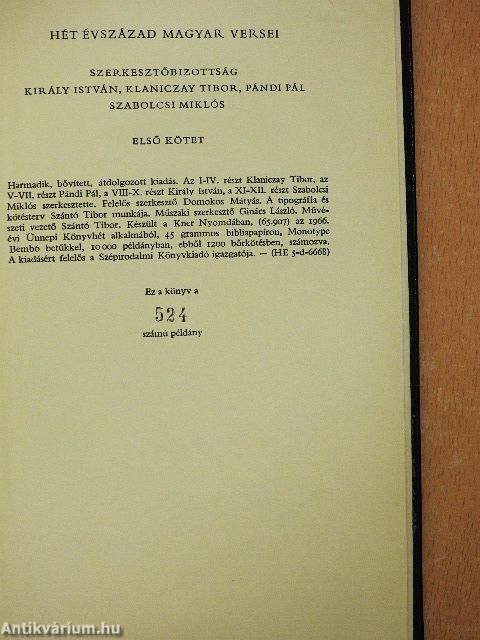 HÉT ÉVSZÁZAD MAGYAR VERSEI
SZERKESZTŐBIZOTTSÁG
KIRÁLY ISTVÁN, KLANICZAY TIBOR, PÁNDI PÁL
SZABOLCSI MIKLÓS
ELSŐ KÖTET
Harmadik, bővített, átdolgozott kiadás. Az I-IV. részt Klaniczay Tibor, az
V-VII. részt Pándi Pál, a VIII-X. részt Király István, a XI-XII. részt Szabolcsi
Miklós szerkesztette. Felelős szerkesztő Domokos Mátyás. A tipográfia és
kötésterv Szántó Tibor munkája. Műszaki szerkesztő Ginács László. Művé-
szeti vezető Szántó Tibor. Készült a Kner Nyomdában, (65.907) az 1966.
évi Ünnepi Könyvhét alkalmából, 45 grammos bibliapapíron, Monotype
Bembó betűkkel, 10 000 példányban, ebből 1200 bőrkötésben, számozva.
A kiadásért felelős a Szépirodalmi Könyvkiadó igazgatója. — (HE 5-d-6668)
Ez a könyv a
524
számú példány
Antikvárium.hu